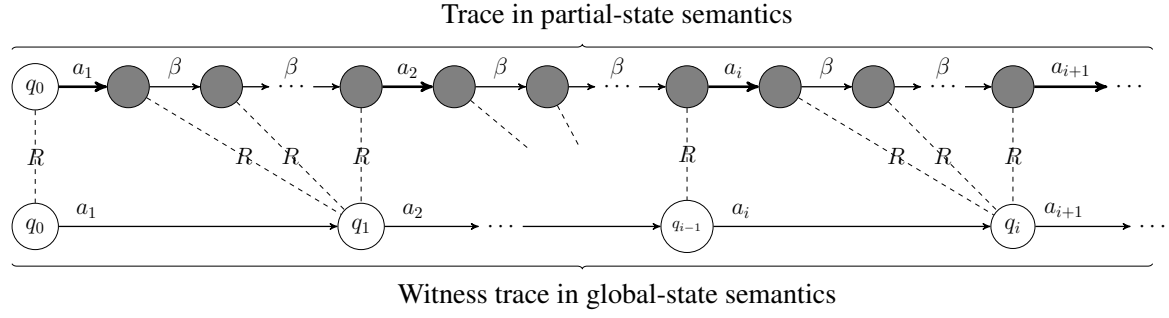 Trace in partial-state semantics
a₁ β β a₂ β β aᵢ β β aᵢ₊₁
q₀ ··· ··· ··· ···
R R R R R R R R
q₀ a₁ q₁ a₂ ··· qᵢ₋₁ aᵢ qᵢ aᵢ₊₁ ···
Witness trace in global-state semantics